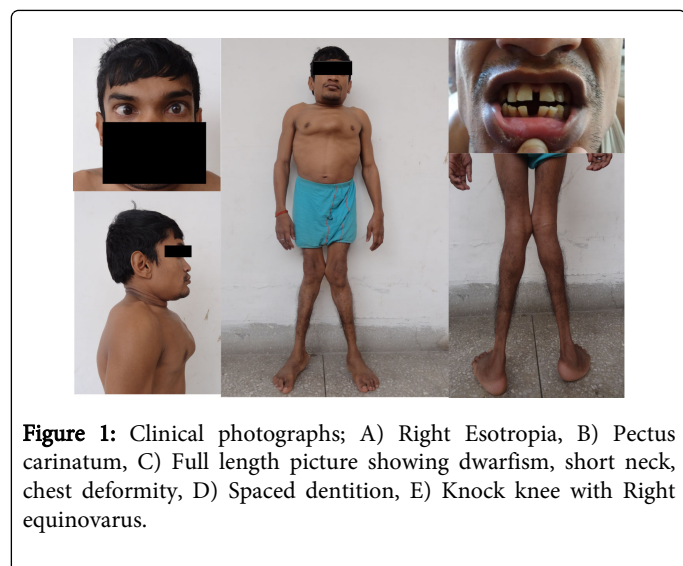 Figure 1: Clinical photographs; A) Right Esotropia, B) Pectus
carinatum, C) Full length picture showing dwarfism, short neck,
chest deformity, D) Spaced dentition, E) Knock knee with Right
equinovarus.